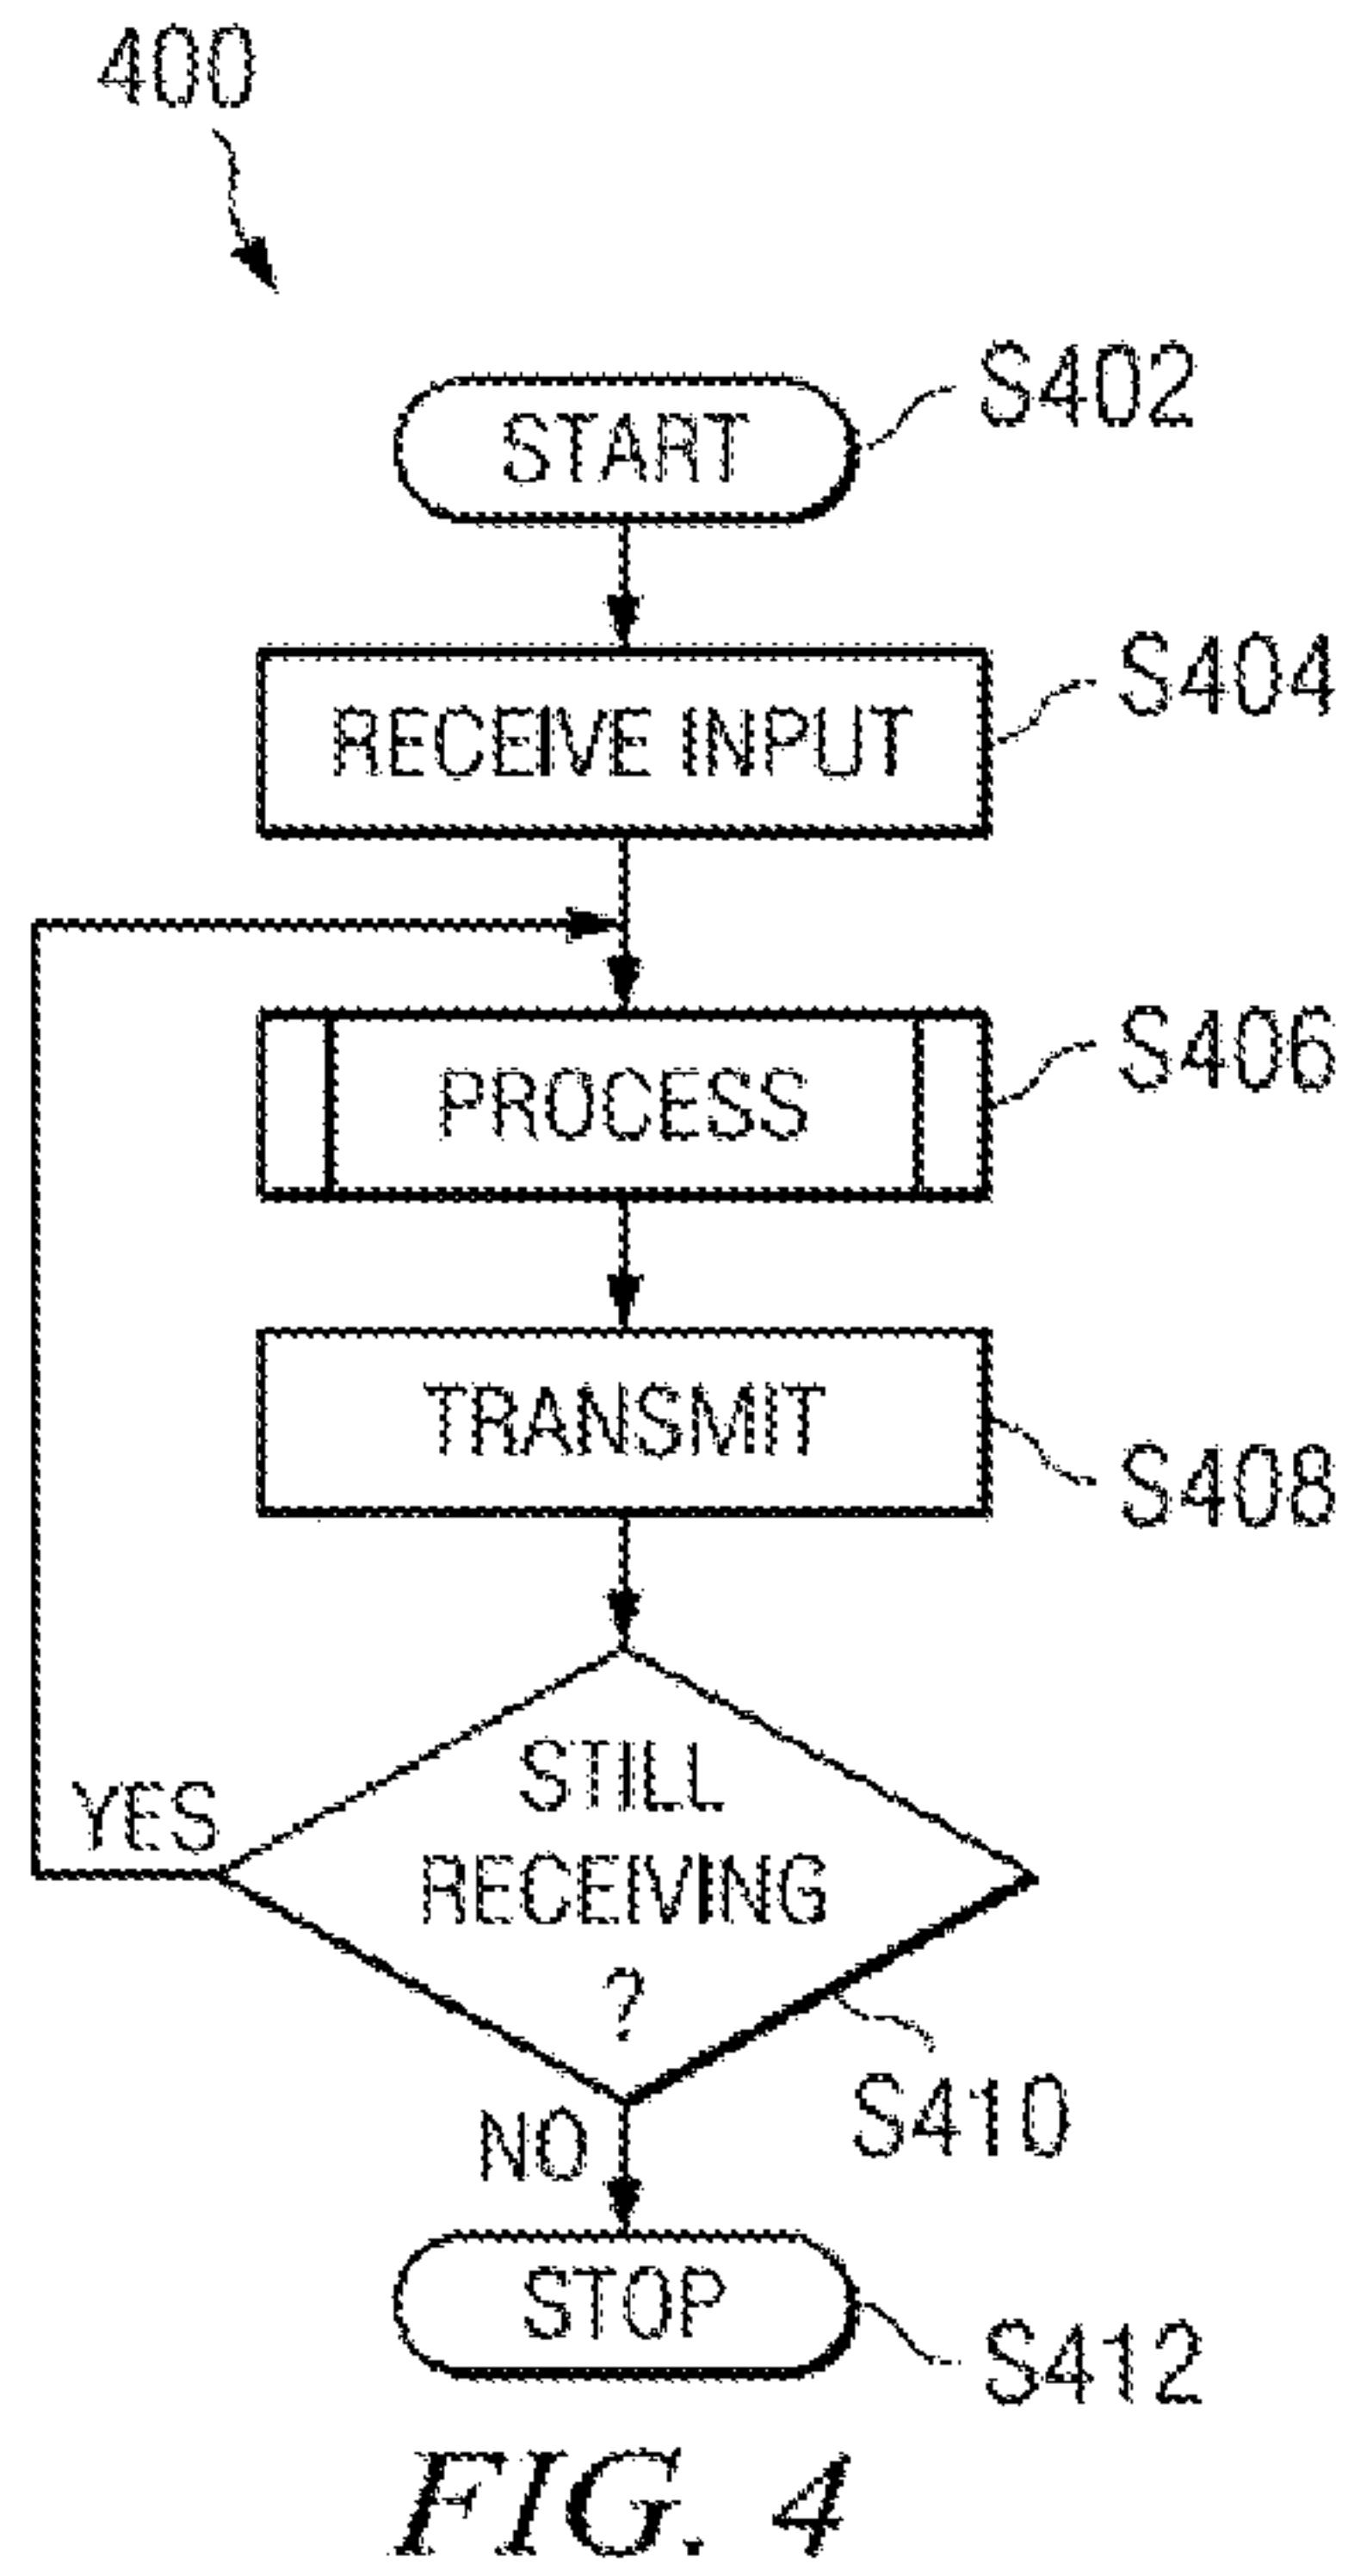 400
START
S402
RECEIVE INPUT
S404
PROCESS
S406
TRANSMIT
S408
STILL
RECEIVING
?
YES
S410
NO
STOP
S412
FIG. 4